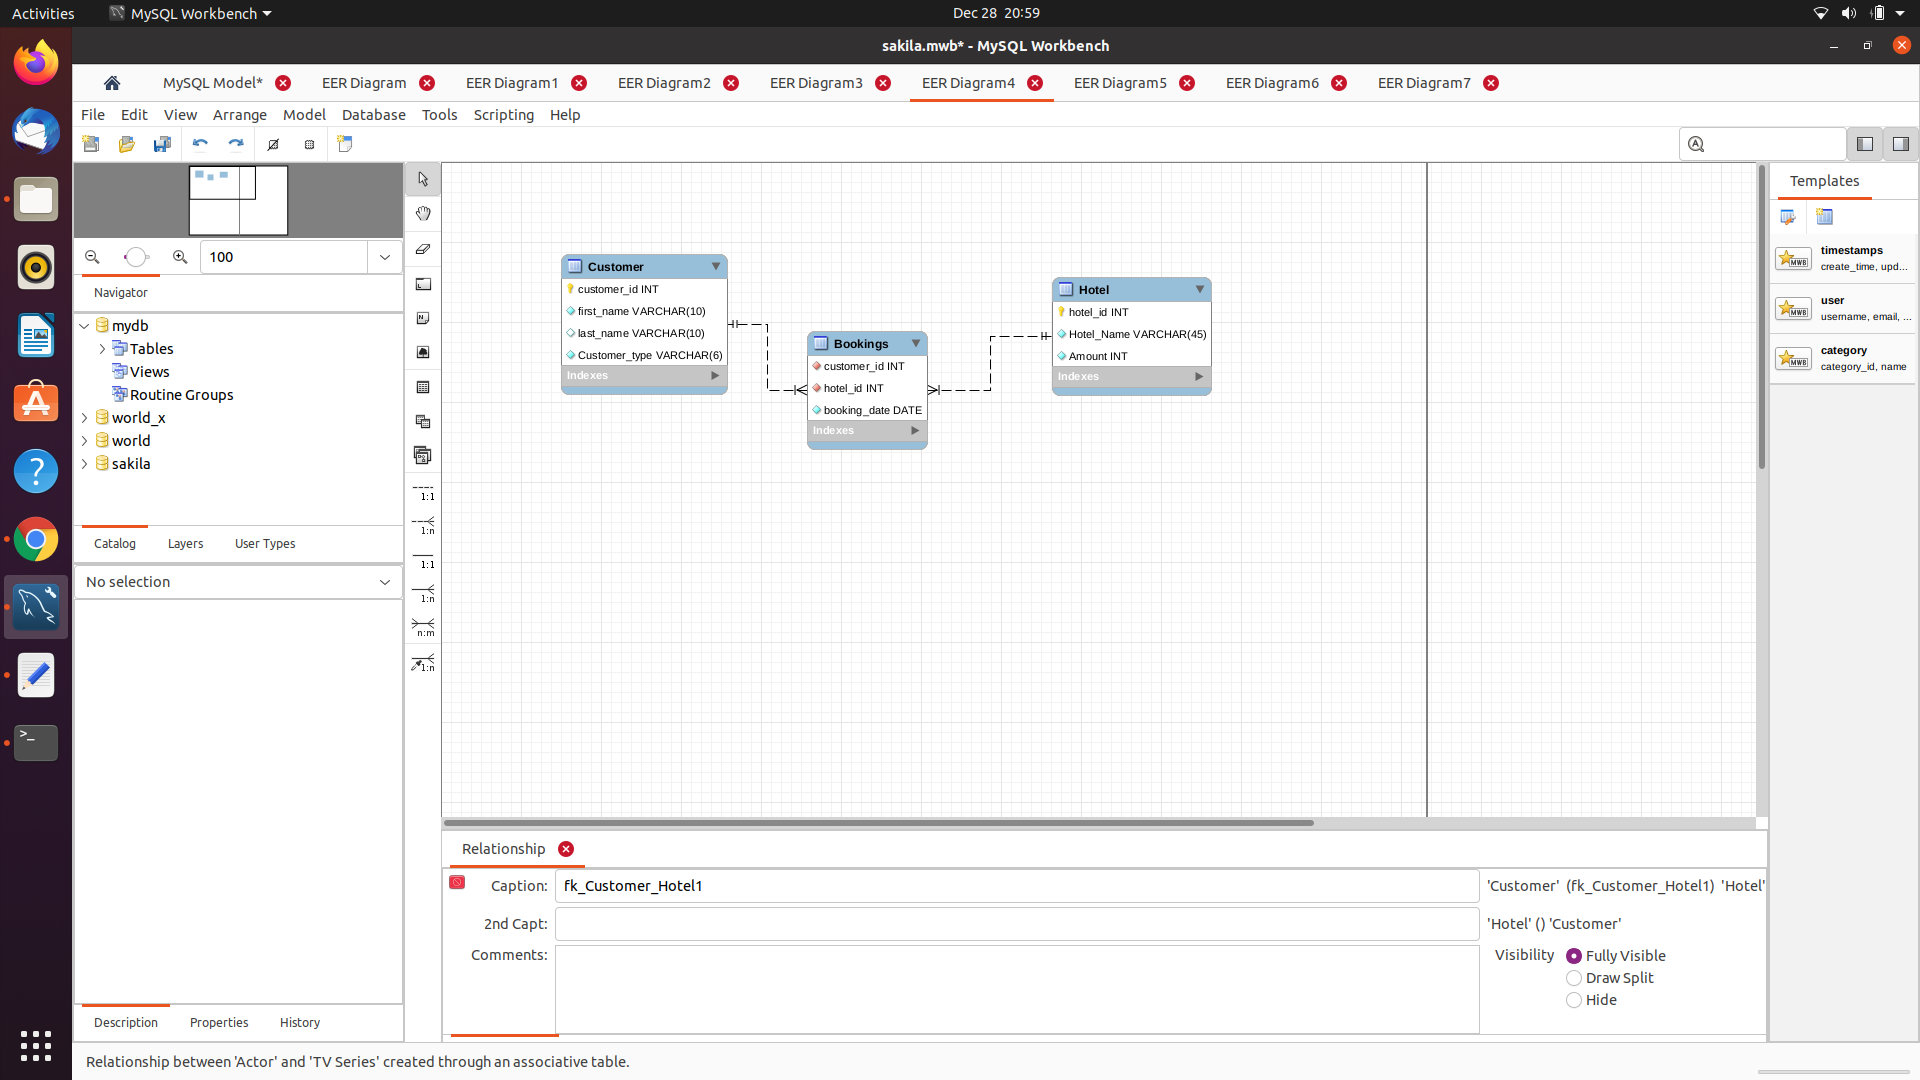 Activities
MySQL Workbench
Dec 28 20:59
sakila.mwb* - MySQL Workbench
MySQL Model*
EER Diagram
EER Diagram1
EER Diagram2
EER Diagram3
EER Diagram4
EER Diagram5
EER Diagram6
EER Diagram7
File Edit View Arrange Model Database Tools Scripting Help
100
Navigator
mydb
Tables
Views
Routine Groups
world_x
world
sakila
Catalog
Layers
User Types
No selection
Description
Properties
History
1:1
1:n
1:1
1:n
n:m
1:n
Customer
customer_id INT
first_name VARCHAR(10)
last_name VARCHAR(10)
Customer_type VARCHAR(6)
Indexes
Bookings
customer_id INT
hotel_id INT
booking_date DATE
Indexes
Hotel
hotel_id INT
Hotel_Name VARCHAR(45)
Amount INT
Indexes
Templates
timestamps
create_time, upd...
user
username, email, ...
category
category_id, name
MWB
MWB
MWB
Relationship
Caption:
fk_Customer_Hotel1
'Customer' (fk_Customer_Hotel1) 'Hotel'
2nd Capt:
'Hotel' () 'Customer'
Comments:
Visibility
Fully Visible
Draw Split
Hide
Relationship between 'Actor' and 'TV Series' created through an associative table.